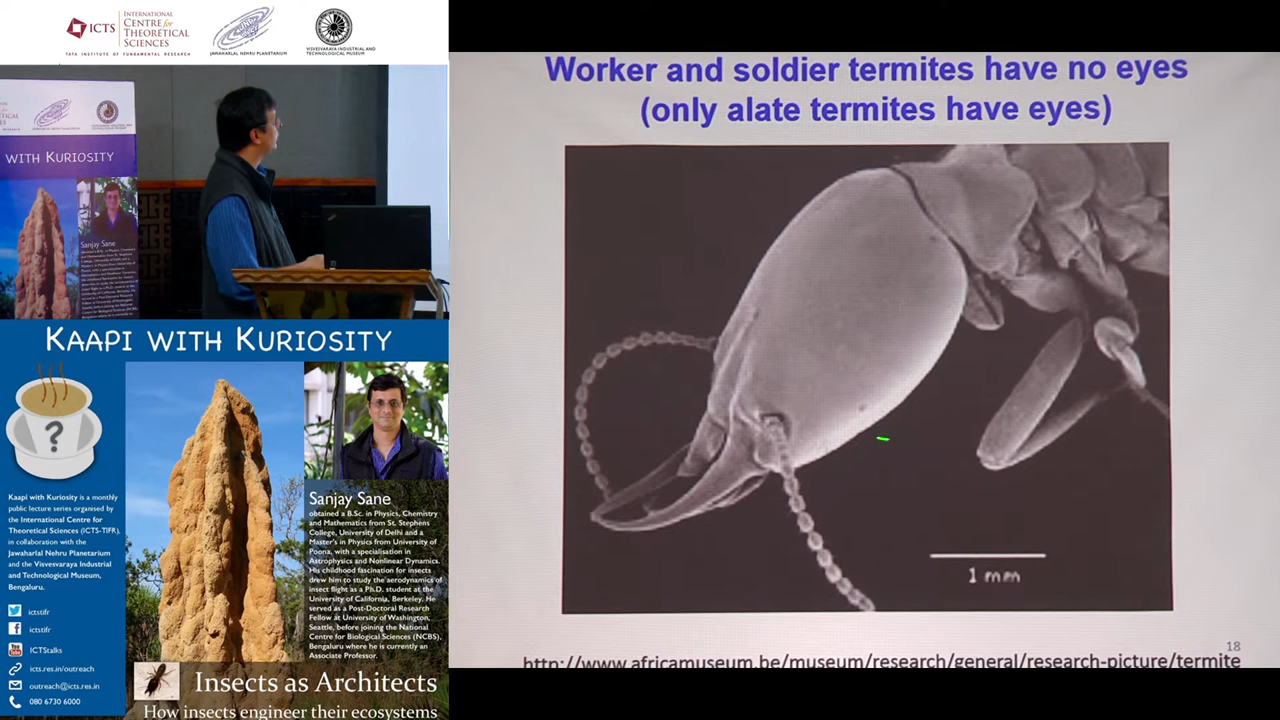 ICTS
INTERNATIONAL
CENTRE for
THEORETICAL
SCIENCES
TATA INSTITUTE OF FUNDAMENTAL RESEARCH
JAWAHARLAL NEHRU PLANETARIUM
VISVESVARAYA INDUSTRIAL AND
TECHNOLOGICAL MUSEUM
WITH KURIOSITY
Sanjay Sane
KAAPI WITH KURIOSITY
?
Kaapi with Kuriosity is a monthly
public lecture series organised by
the International Centre for
Theoretical Sciences (ICTS-TIFR),
in collaboration with the
Jawaharlal Nehru Planetarium
and the Visvesvaraya Industrial
and Technological Museum,
Bengaluru.
ictstifr
ictstifr
You Tube
ICTStalks
icts.res.in/outreach
outreach@icts.res.in
080 6730 6000
Sanjay Sane
obtained a B.Sc. in Physics, Chemistry
and Mathematics from St. Stephens
College, University of Delhi and a
Master's in Physics from University of
Poona, with a specialisation in
Astrophysics and Nonlinear Dynamics.
His childhood fascination for insects
drew him to study the aerodynamics of
insect flight as a Ph.D. student at the
University of California, Berkeley. He
served as a Post-Doctoral Research
Fellow at University of Washington,
Seattle, before joining the National
Centre for Biological Sciences (NCBS),
Bengaluru where he is currently an
Associate Professor.
Insects as Architects
How insects engineer their ecosystems
Worker and soldier termites have no eyes
(only alate termites have eyes)
1 mm
18
http://www.africamuseum.be/museum/research/general/research-picture/termite